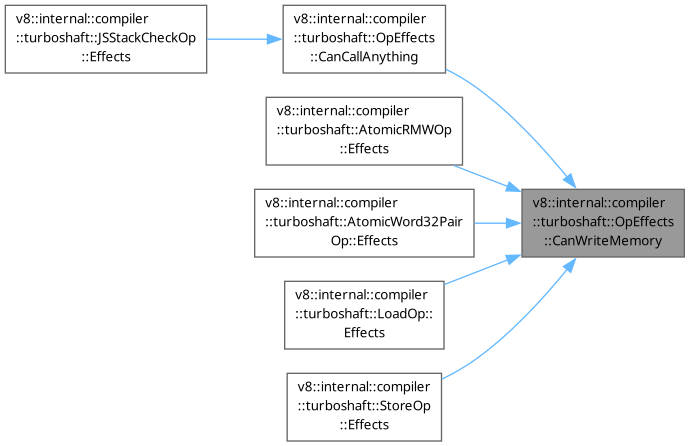 v8::internal::compiler
::turboshaft::JSStackCheckOp
::Effects
v8::internal::compiler
::turboshaft::OpEffects
::CanCallAnything
v8::internal::compiler
::turboshaft::AtomicRMWOp
::Effects
v8::internal::compiler
::turboshaft::AtomicWord32Pair
Op::Effects
v8::internal::compiler
::turboshaft::LoadOp::
Effects
v8::internal::compiler
::turboshaft::StoreOp
::Effects
v8::internal::compiler
::turboshaft::OpEffects
::CanWriteMemory